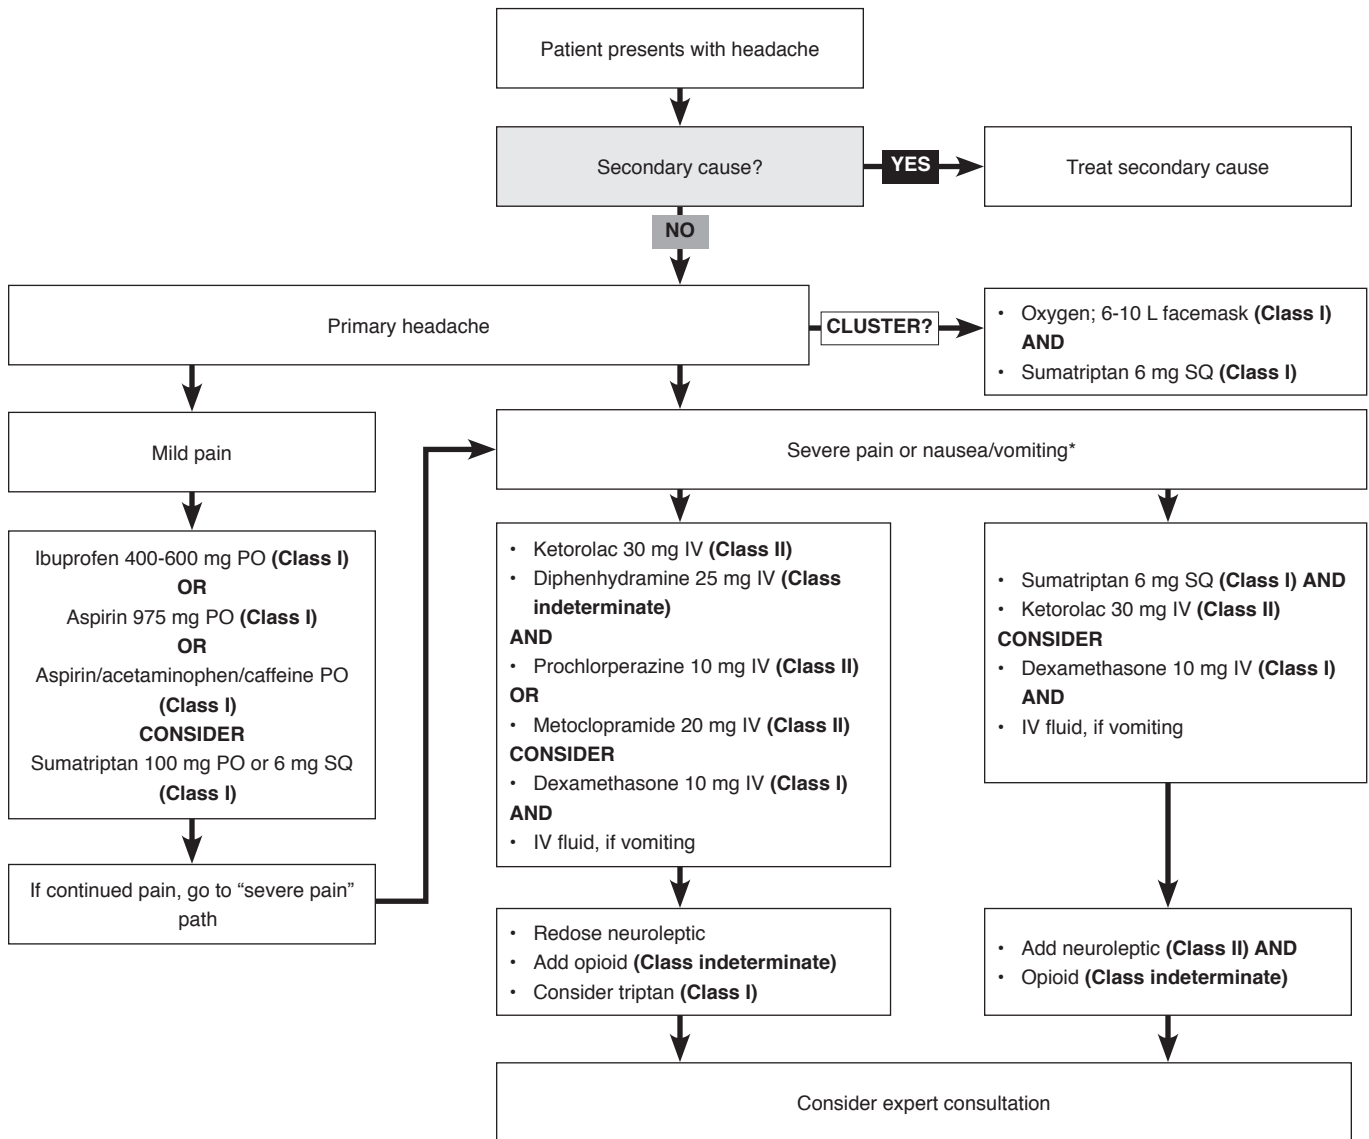 Patient presents with headache
Secondary cause?
YES
Treat secondary cause
NO
Primary headache
CLUSTER?
• Oxygen; 6-10 L facemask (Class I)
AND
• Sumatriptan 6 mg SQ (Class I)
Mild pain
Severe pain or nausea/vomiting*
Ibuprofen 400-600 mg PO (Class I)
OR
Aspirin 975 mg PO (Class I)
OR
Aspirin/acetaminophen/caffeine PO
(Class I)
CONSIDER
Sumatriptan 100 mg PO or 6 mg SQ
(Class I)
If continued pain, go to “severe pain”
path
• Ketorolac 30 mg IV (Class II)
• Diphenhydramine 25 mg IV (Class
indeterminate)
AND
• Prochlorperazine 10 mg IV (Class II)
OR
• Metoclopramide 20 mg IV (Class II)
CONSIDER
• Dexamethasone 10 mg IV (Class I)
AND
• IV fluid, if vomiting
• Sumatriptan 6 mg SQ (Class I) AND
• Ketorolac 30 mg IV (Class II)
CONSIDER
• Dexamethasone 10 mg IV (Class I)
AND
• IV fluid, if vomiting
• Redose neuroleptic
• Add opioid (Class indeterminate)
• Consider triptan (Class I)
• Add neuroleptic (Class II) AND
• Opioid (Class indeterminate)
Consider expert consultation